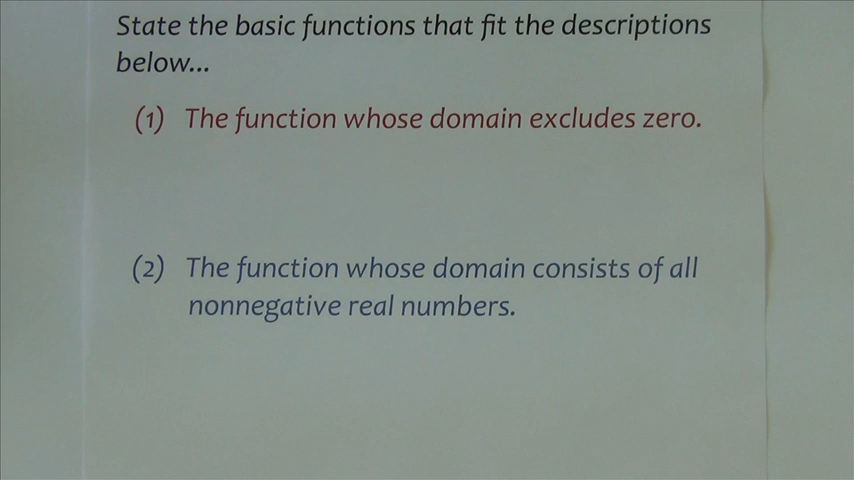 State the basic functions that fit the descriptions
below...
(1) The function whose domain excludes zero.
(2) The function whose domain consists of all
nonnegative real numbers.